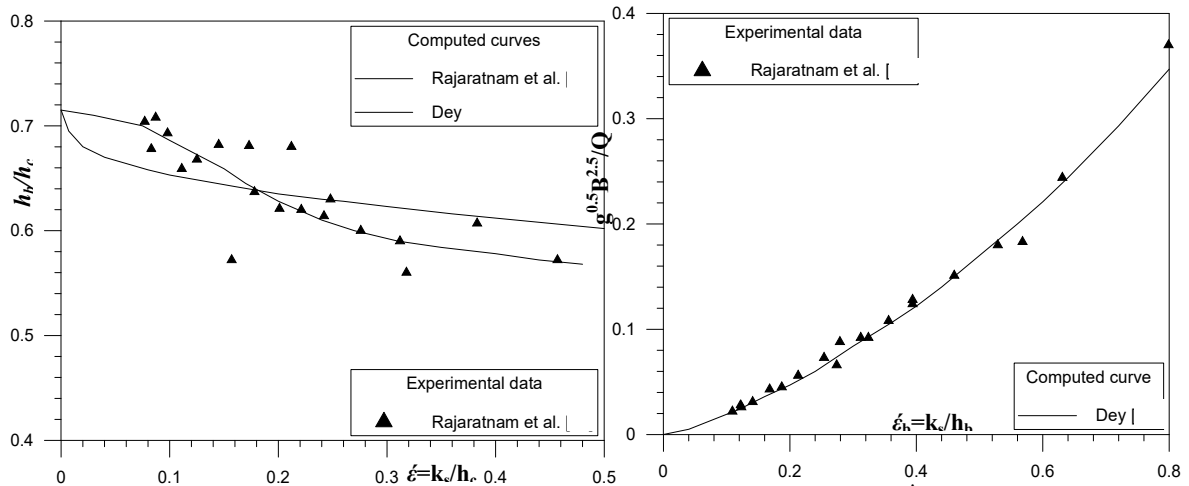 0.8
0.7
0.6
0.5
0.4
h_b/h_c
Computed curves
Rajaratnam et al. [
Dey
Experimental data
Rajaratnam et al. [
0 0.1 0.2 0.3 0.4 0.5
έ=k_s/h_c
0.4
0.3
0.2
0.1
0
g^0.5B^2.5/Q
Experimental data
Rajaratnam et al. [
Computed curve
Dey [
έ_b=k_s/h_b
0 0.2 0.4 0.6 0.8